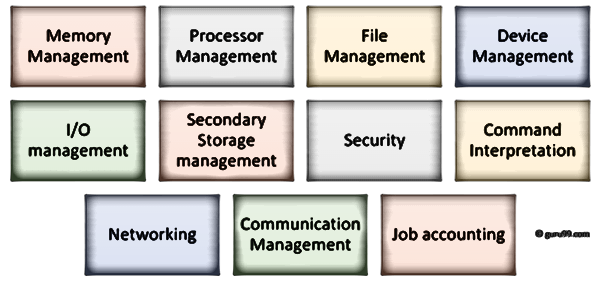 Memory
Management
Processor
Management
File
Management
Device
Management
I/O
management
Secondary
Storage
management
Security
Command
Interpretation
Networking
Communication
Management
Job accounting
© guru99.com